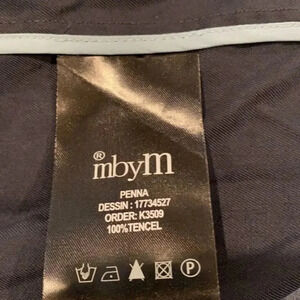 ® mbyM
PENNA
DESSIN : 17734527
ORDER: K3509
100%TENCEL
P